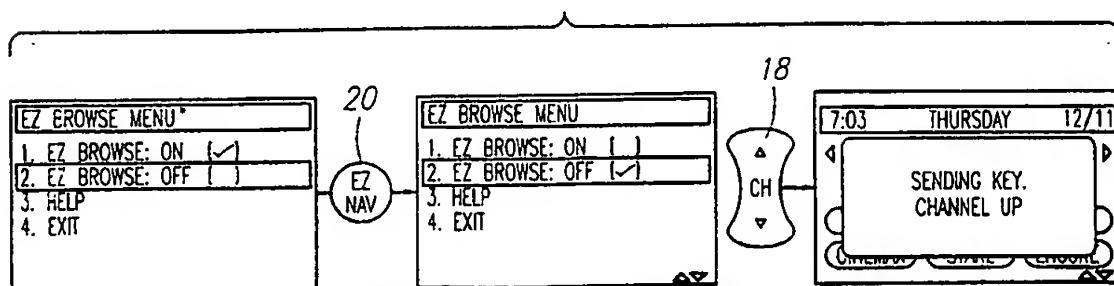 EZ BROWSE MENU
1. EZ BROWSE: ON [✓]
2. EZ BROWSE: OFF [ ]
3. HELP
4. EXIT
20
EZ
NAV
EZ BROWSE MENU
1. EZ BROWSE: ON [ ]
2. EZ BROWSE: OFF [✓]
3. HELP
4. EXIT
18
CH
7:03 THURSDAY 12/11
SENDING KEY.
CHANNEL UP